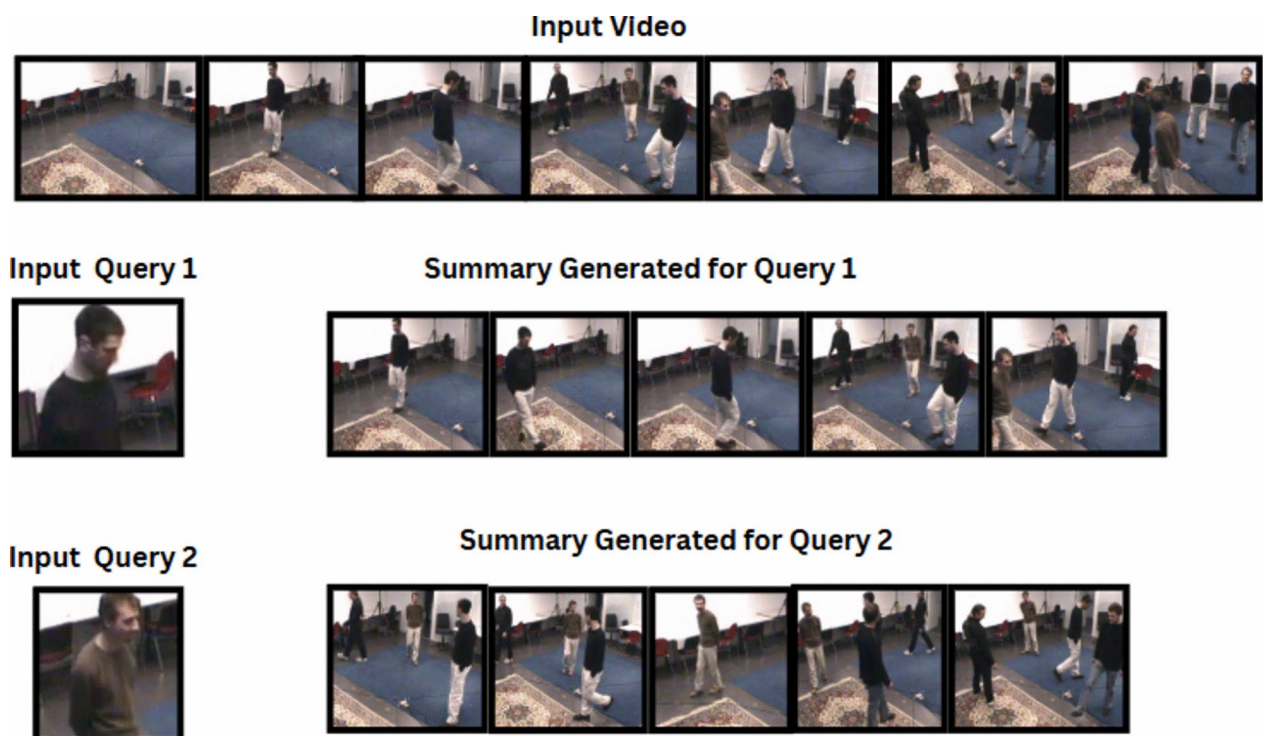 Input Video
Input Query 1
Summary Generated for Query 1
Input Query 2
Summary Generated for Query 2